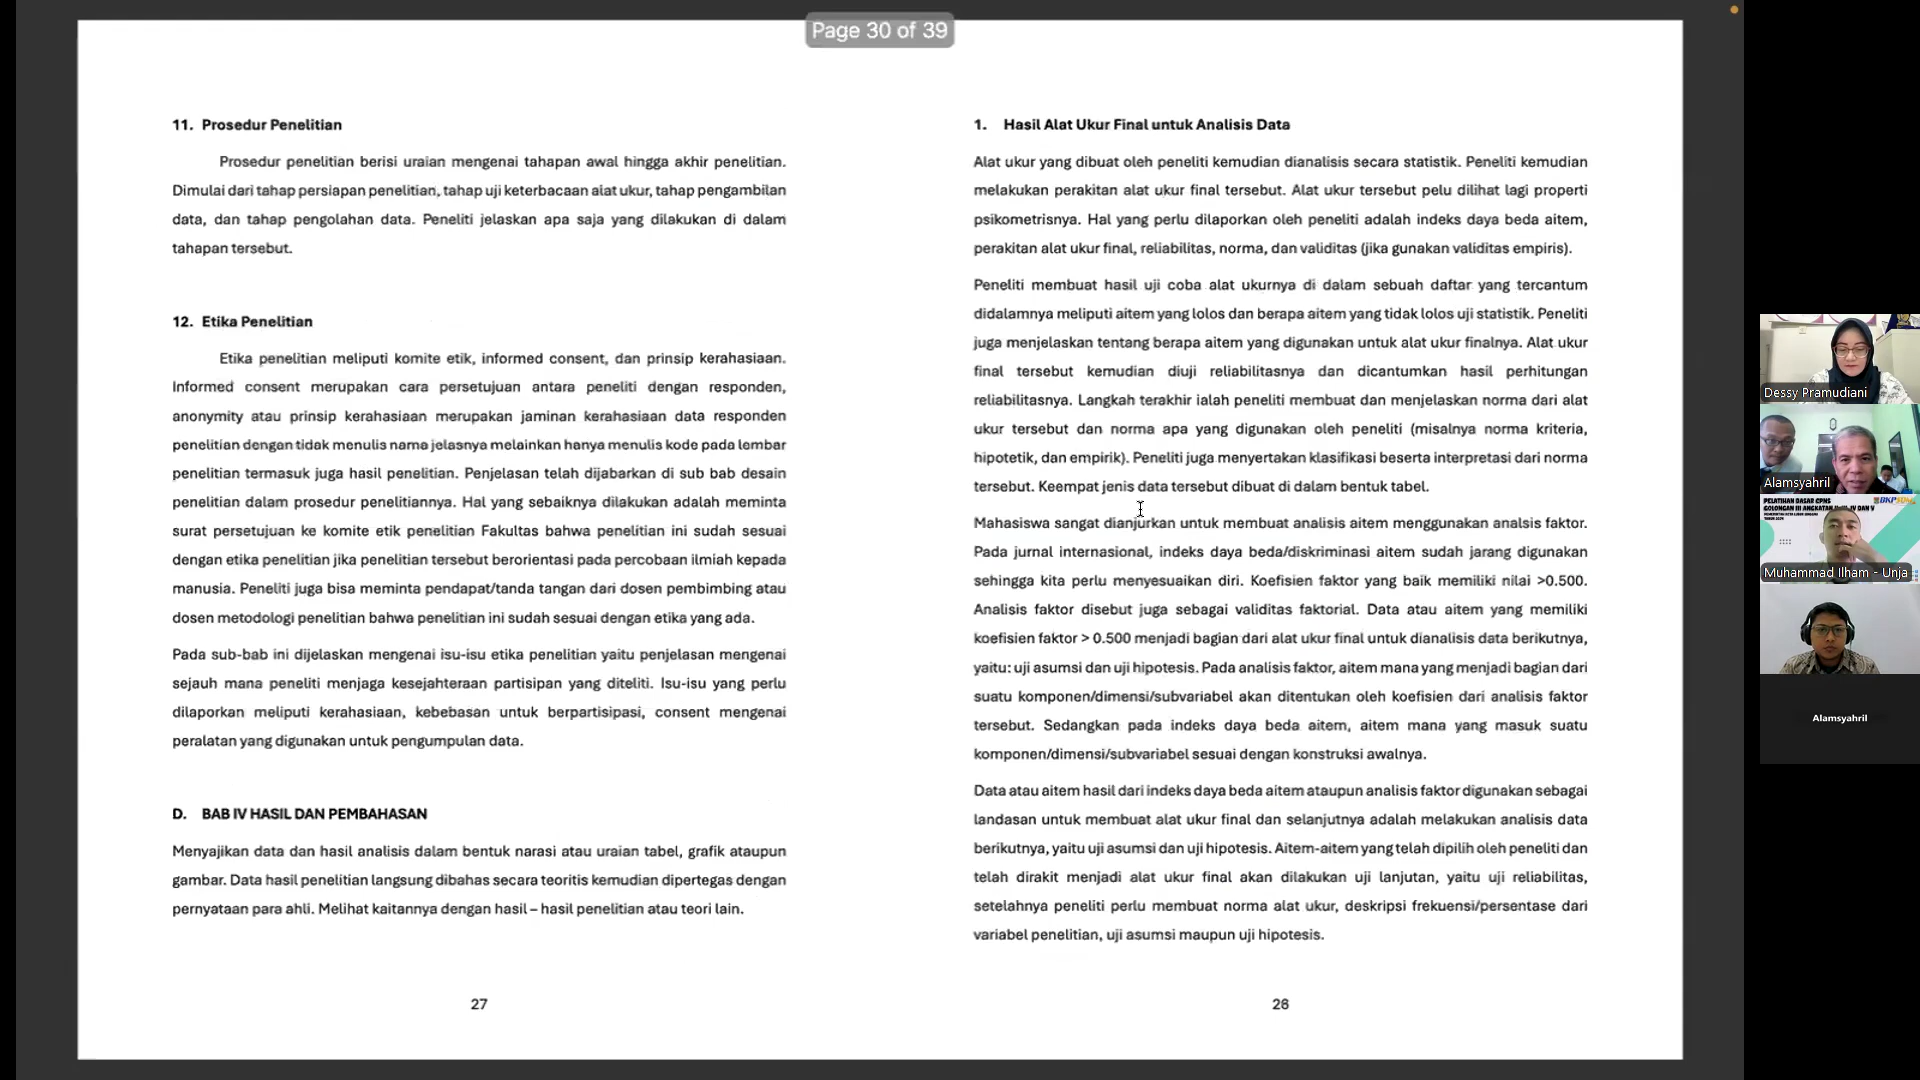 Page 30 of 39
11. Prosedur Penelitian
Prosedur penelitian berisi uraian mengenai tahapan awal hingga akhir penelitian.
Dimulai dari tahap persiapan penelitian, tahap uji keterbacaan alat ukur, tahap pengambilan
data, dan tahap pengolahan data. Peneliti jelaskan apa saja yang dilakukan di dalam
tahapan tersebut.
12. Etika Penelitian
Etika penelitian meliputi komite etik, informed consent, dan prinsip kerahasiaan.
Informed consent merupakan cara persetujuan antara peneliti dengan responden,
anonymity atau prinsip kerahasiaan merupakan jaminan kerahasiaan data responden
penelitian dengan tidak menulis nama jelasnya melainkan hanya menulis kode pada lembar
penelitian termasuk juga hasil penelitian. Penjelasan telah dijabarkan di sub bab desain
penelitian dalam prosedur penelitiannya. Hal yang sebaiknya dilakukan adalah meminta
surat persetujuan ke komite etik penelitian Fakultas bahwa penelitian ini sudah sesuai
dengan etika penelitian jika penelitian tersebut berorientasi pada percobaan ilmiah kepada
manusia. Peneliti juga bisa meminta pendapat/tanda tangan dari dosen pembimbing atau
dosen metodologi penelitian bahwa penelitian ini sudah sesuai dengan etika yang ada.
Pada sub-bab ini dijelaskan mengenai isu-isu etika penelitian yaitu penjelasan mengenai
sejauh mana peneliti menjaga kesejahteraan partisipan yang diteliti. Isu-isu yang perlu
dilaporkan meliputi kerahasiaan, kebebasan untuk berpartisipasi, consent mengenai
peralatan yang digunakan untuk pengumpulan data.
D. BAB IV HASIL DAN PEMBAHASAN
Menyajikan data dan hasil analisis dalam bentuk narasi atau uraian tabel, grafik ataupun
gambar. Data hasil penelitian langsung dibahas secara teoritis kemudian dipertegas dengan
pernyataan para ahli. Melihat kaitannya dengan hasil – hasil penelitian atau teori lain.
27
1. Hasil Alat Ukur Final untuk Analisis Data
Alat ukur yang dibuat oleh peneliti kemudian dianalisis secara statistik. Peneliti kemudian
melakukan perakitan alat ukur final tersebut. Alat ukur tersebut pelu dilihat lagi properti
psikometrisnya. Hal yang perlu dilaporkan oleh peneliti adalah indeks daya beda aitem,
perakitan alat ukur final, reliabilitas, norma, dan validitas (jika gunakan validitas empiris).
Peneliti membuat hasil uji coba alat ukurnya di dalam sebuah daftar yang tercantum
didalamnya meliputi aitem yang lolos dan berapa aitem yang tidak lolos uji statistik. Peneliti
juga menjelaskan tentang berapa aitem yang digunakan untuk alat ukur finalnya. Alat ukur
final tersebut kemudian diuji reliabilitasnya dan dicantumkan hasil perhitungan
reliabilitasnya. Langkah terakhir ialah peneliti membuat dan menjelaskan norma dari alat
ukur tersebut dan norma apa yang digunakan oleh peneliti (misalnya norma kriteria,
hipotetik, dan empirik). Peneliti juga menyertakan klasifikasi beserta interpretasi dari norma
tersebut. Keempat jenis data tersebut dibuat di dalam bentuk tabel.
Mahasiswa sangat dianjurkan untuk membuat analisis aitem menggunakan analsis faktor.
Pada jurnal internasional, indeks daya beda/diskriminasi aitem sudah jarang digunakan
sehingga kita perlu menyesuaikan diri. Koefisien faktor yang baik memiliki nilai >0.500.
Analisis faktor disebut juga sebagai validitas faktorial. Data atau aitem yang memiliki
koefisien faktor > 0.500 menjadi bagian dari alat ukur final untuk dianalisis data berikutnya,
yaitu: uji asumsi dan uji hipotesis. Pada analisis faktor, aitem mana yang menjadi bagian dari
suatu komponen/dimensi/subvariabel akan ditentukan oleh koefisien dari analisis faktor
tersebut. Sedangkan pada indeks daya beda aitem, aitem mana yang masuk suatu
komponen/dimensi/subvariabel sesuai dengan konstruksi awalnya.
Data atau aitem hasil dari indeks daya beda aitem ataupun analisis faktor digunakan sebagai
landasan untuk membuat alat ukur final dan selanjutnya adalah melakukan analisis data
berikutnya, yaitu uji asumsi dan uji hipotesis. Aitem-aitem yang telah dipilih oleh peneliti dan
telah dirakit menjadi alat ukur final akan dilakukan uji lanjutan, yaitu uji reliabilitas,
setelahnya peneliti perlu membuat norma alat ukur, deskripsi frekuensi/persentase dari
variabel penelitian, uji asumsi maupun uji hipotesis.
28
Dessy Pramudiani
Alamsyahril
PELATIHAN DASAR CPNS
GOLONGAN III ANGKATAN
IV DAN V
Muhammad Ilham - Unja
Alamsyahril